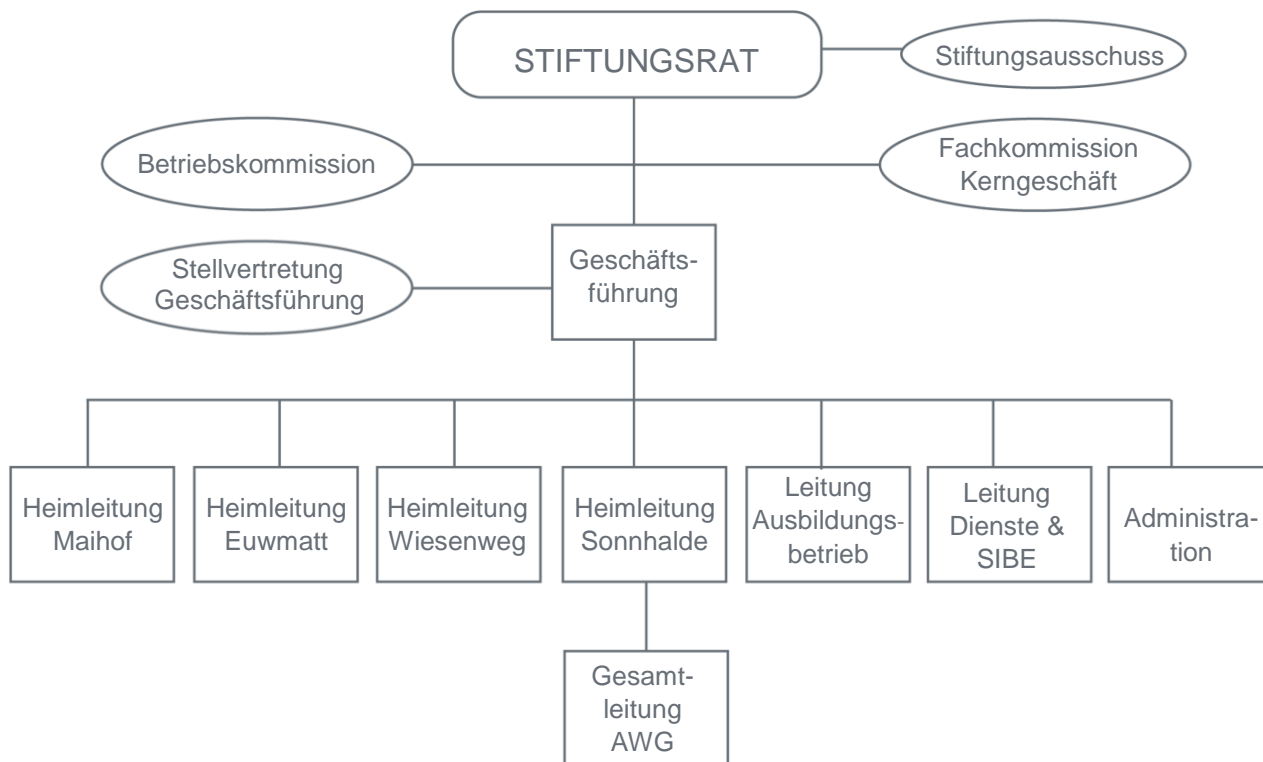 STIFTUNGSRAT
Stiftungsausschuss
Betriebskommission
Fachkommission
Kerngeschäft
Stellvertretung
Geschäftsführung
Geschäfts-
führung
Heimleitung
Maihof
Heimleitung
Euwmatt
Heimleitung
Wiesenweg
Heimleitung
Sonnhalde
Leitung
Ausbildungs-
betrieb
Leitung
Dienste &
SIBE
Administra-
tion
Gesamt-
leitung
AWG